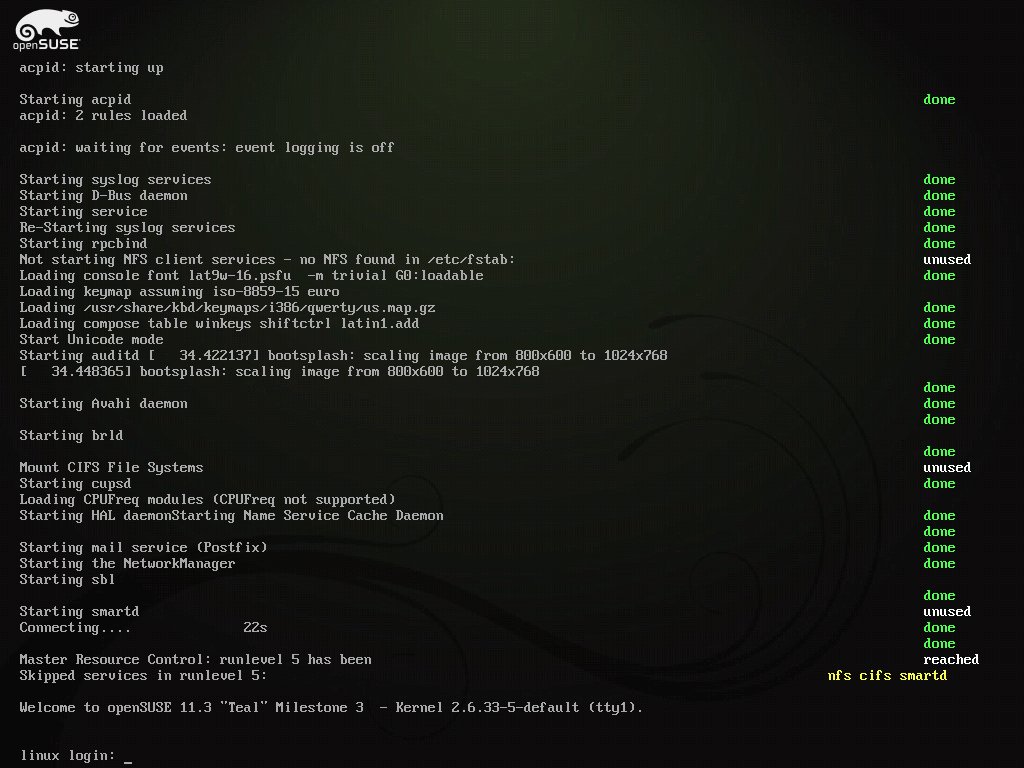 openSUSE
acpid: starting up
Starting acpid done
acpid: 2 rules loaded
acpid: waiting for events: event logging is off
Starting syslog services done
Starting D-Bus daemon done
Starting service done
Re-Starting syslog services done
Starting rpcbind done
Not starting NFS client services - no NFS found in /etc/fstab: unused
Loading console font lat9w-16.psfu  -m trivial G0:loadable done
Loading keymap assuming iso-8859-15 euro
Loading /usr/share/kbd/keymaps/i386/qwerty/us.map.gz done
Loading compose table winkeys shiftctrl latin1.add done
Start Unicode mode done
Starting auditd [   34.422137] bootsplash: scaling image from 800x600 to 1024x768
[   34.448365] bootsplash: scaling image from 800x600 to 1024x768
done
Starting Avahi daemon done
done
Starting brld
done
Mount CIFS File Systems unused
Starting cupsd done
Loading CPUFreq modules (CPUFreq not supported)
Starting HAL daemonStarting Name Service Cache Daemon done
done
Starting mail service (Postfix) done
Starting the NetworkManager done
Starting sbl
done
Starting smartd unused
Connecting.... 22s done
done
Master Resource Control: runlevel 5 has been reached
Skipped services in runlevel 5: nfs cifs smartd
Welcome to openSUSE 11.3 "Teal" Milestone 3  - Kernel 2.6.33-5-default (tty1).
linux login: _